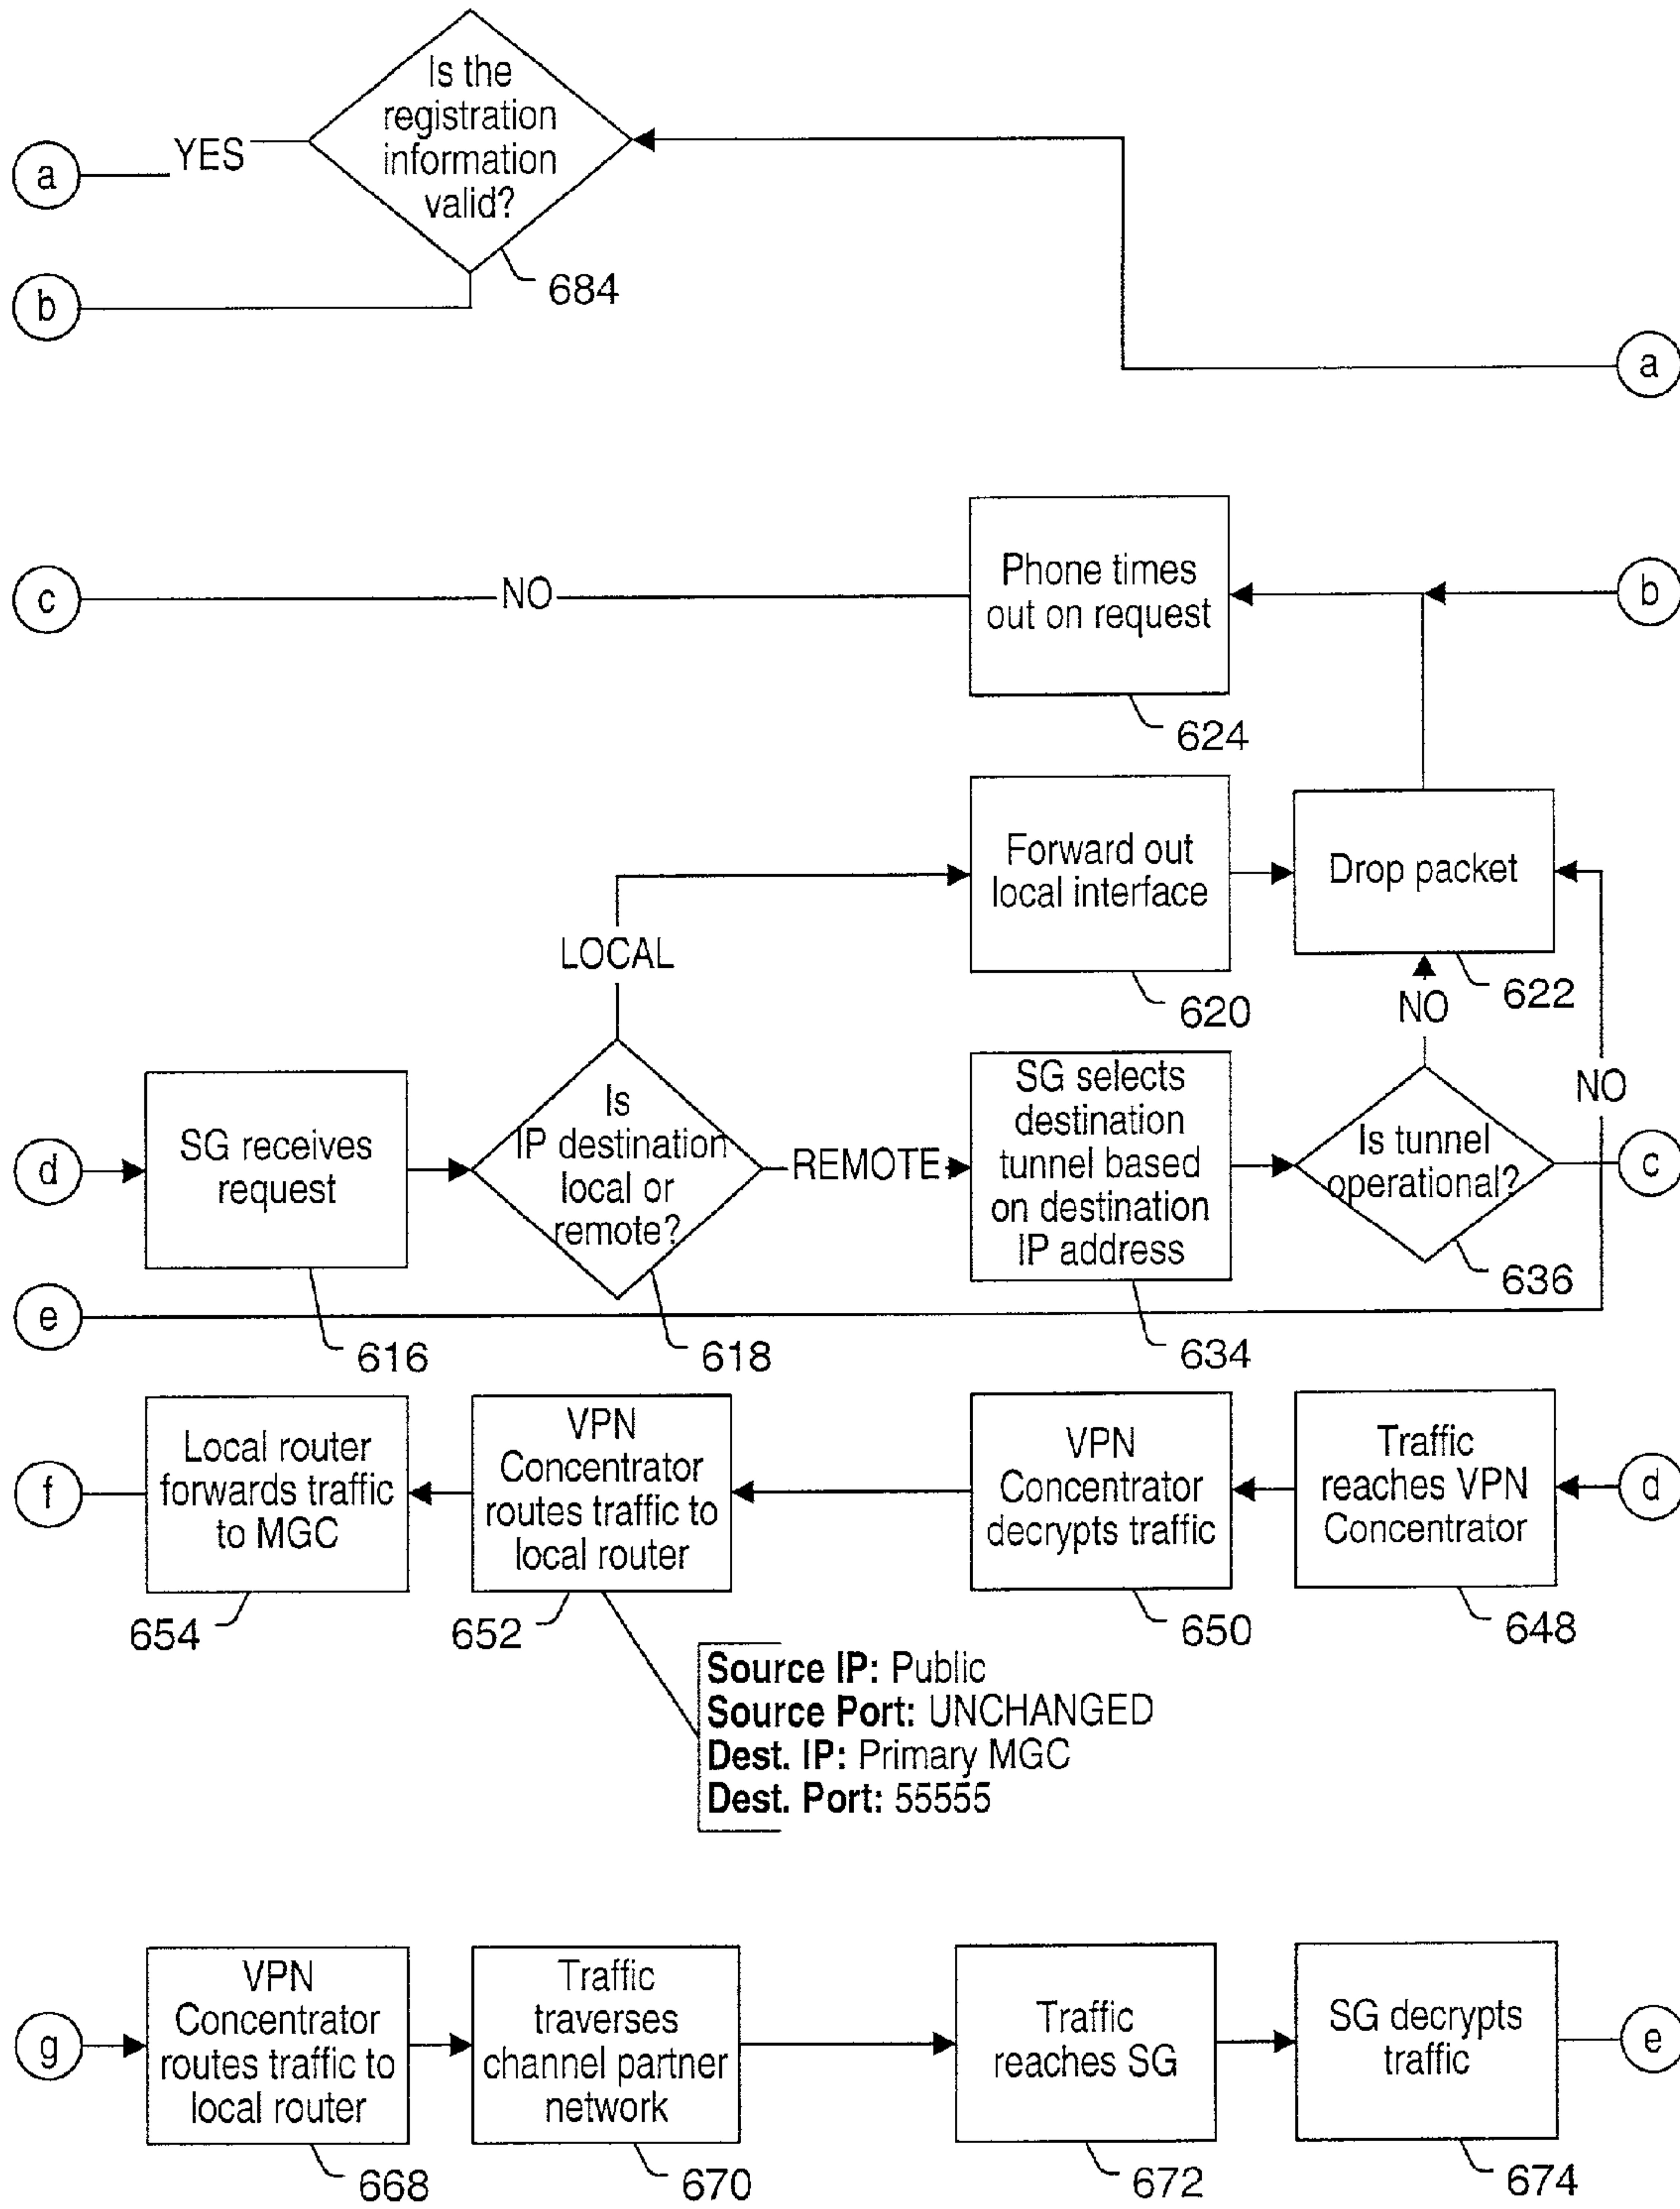 Is the
registration
information
valid?
YES
a
b
684
a
c
NO
Phone times
out on request
b
624
Forward out
local interface
Drop packet
LOCAL
620
NO
622
NO
d
SG receives
request
Is
IP destination
local or
remote?
REMOTE
SG selects
destination
tunnel based
on destination
IP address
Is tunnel
operational?
c
636
e
616
618
634
f
Local router
forwards traffic
to MGC
VPN
Concentrator
routes traffic to
local router
VPN
Concentrator
decrypts traffic
Traffic
reaches VPN
Concentrator
d
654
652
650
648
Source IP: Public
Source Port: UNCHANGED
Dest. IP: Primary MGC
Dest. Port: 55555
g
VPN
Concentrator
routes traffic to
local router
Traffic
traverses
channel partner
network
Traffic
reaches SG
SG decrypts
traffic
e
668
670
672
674